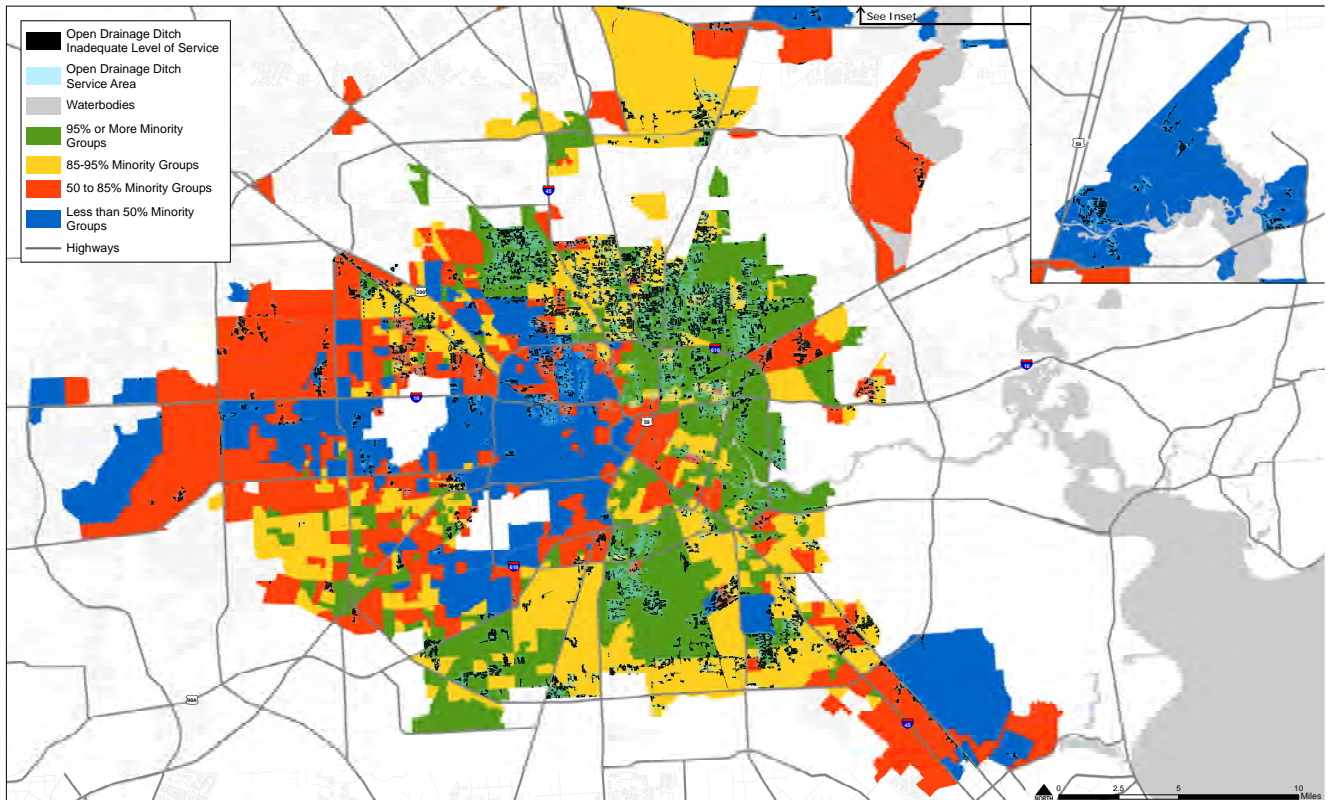 Open Drainage Ditch
Inadequate Level of Service
Open Drainage Ditch
Service Area
Waterbodies
95% or More Minority
Groups
85-95% Minority Groups
50 to 85% Minority Groups
Less than 50% Minority
Groups
Highways
See Inset
59
45
290
610
10
10
59
610
90A
45
NORTH
0 2.5 5 10
Miles